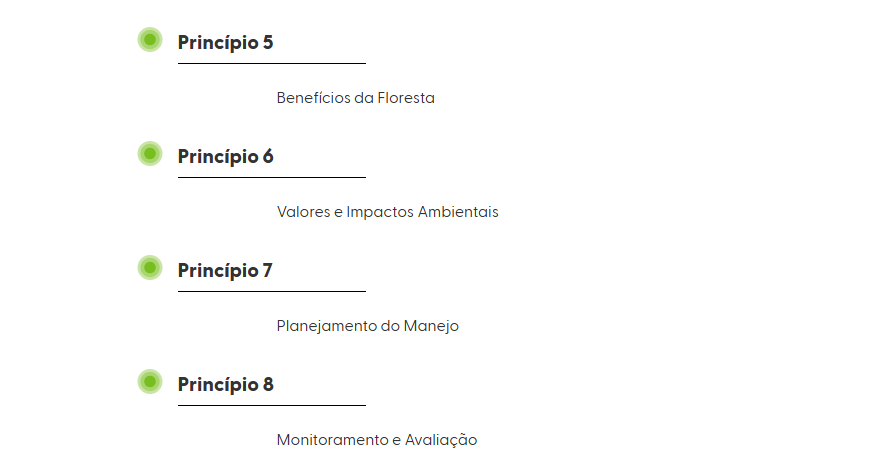 Princípio 5
Benefícios da Floresta
Princípio 6
Valores e Impactos Ambientais
Princípio 7
Planejamento do Manejo
Princípio 8
Monitoramento e Avaliação